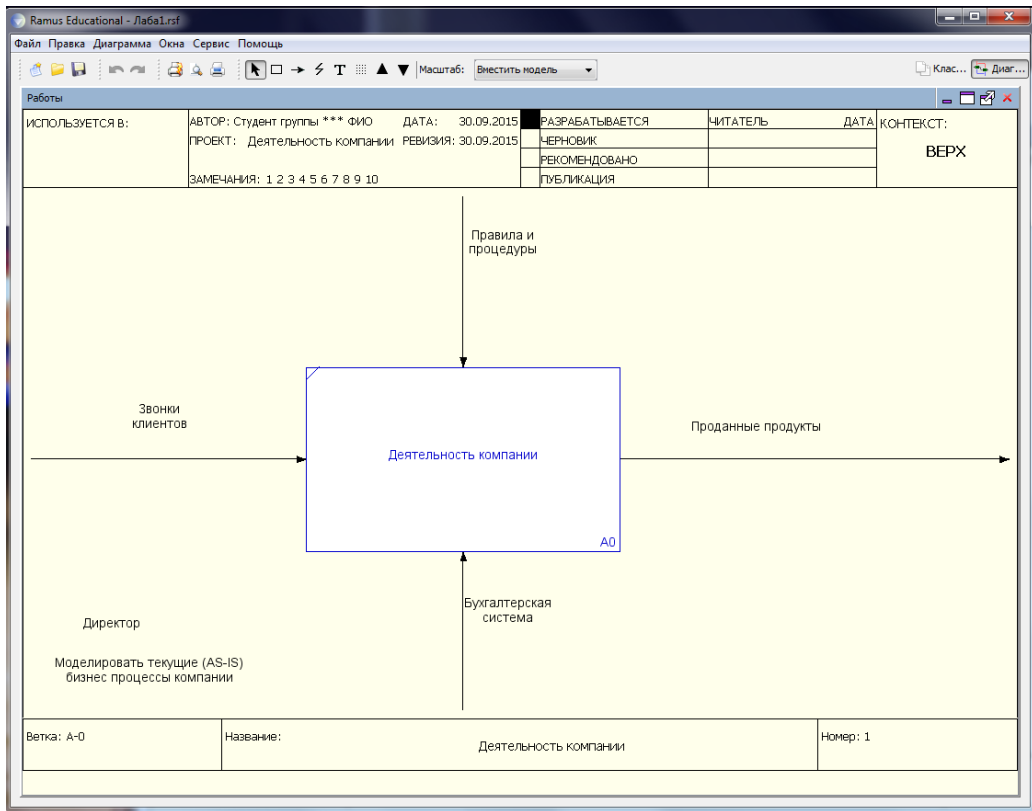 Ramus Educational - Лаба1.rsf
Файл Правка Диаграмма Окна Сервис Помощь
T Масштаб: Вместить модель Клас... Диаг...
Работы
ИСПОЛЬЗУЕТСЯ В:
АВТОР: Студент группы *** ФИО ДАТА: 30.09.2015
ПРОЕКТ: Деятельность компании РЕВИЗИЯ: 30.09.2015
ЗАМЕЧАНИЯ: 1 2 3 4 5 6 7 8 9 10
РАЗРАБАТЫВАЕТСЯ
ЧЕРНОВИК
РЕКОМЕНДОВАНО
ПУБЛИКАЦИЯ
ЧИТАТЕЛЬ ДАТА
КОНТЕКСТ:
ВЕРХ
Правила и
процедуры
Звонки
клиентов
Деятельность компании
A0
Проданные продукты
Бухгалтерская
система
Директор
Моделировать текущие (AS-IS)
бизнес процессы компании
Ветка: A-0
Название:
Деятельность компании
Номер: 1